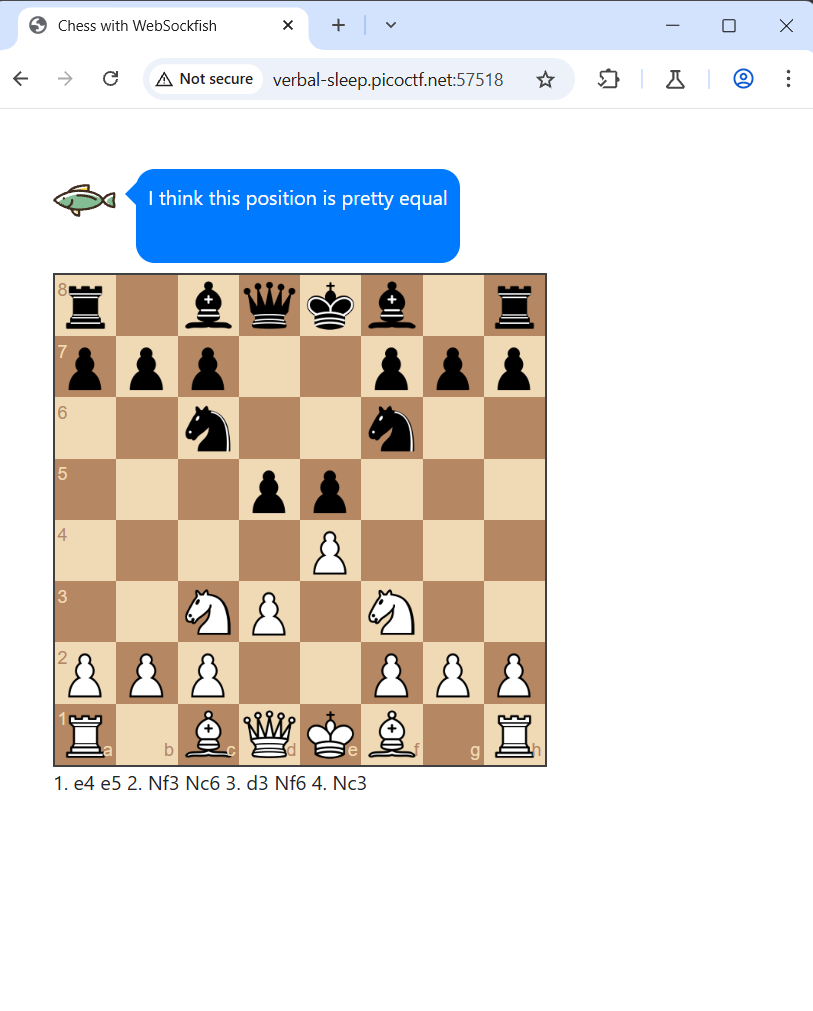 Chess with WebSockfish
Not secure verbal-sleep.picoctf.net:57518
I think this position is pretty equal
8
7
6
5
4
3
2
1
a b c d e f g h
1. e4 e5 2. Nf3 Nc6 3. d3 Nf6 4. Nc3